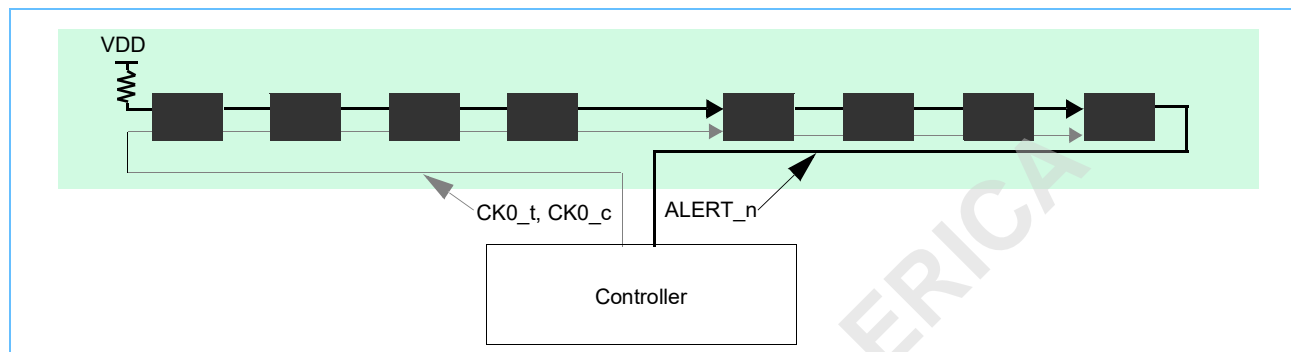 VDD
CK0_t, CK0_c
ALERT_n
Controller
ERICA